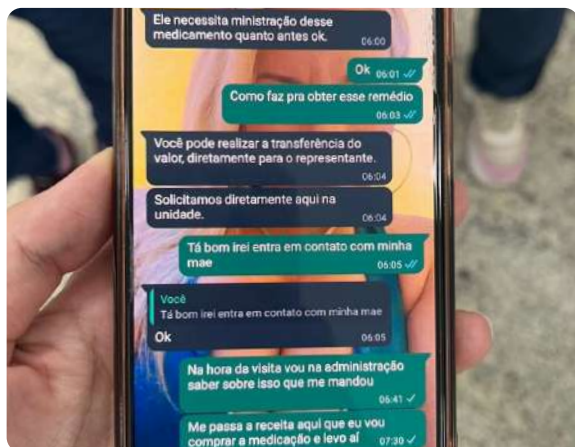 Ele necessita ministração desse
medicamento quanto antes ok.
06:00
Ok 06:01
Como faz pra obter esse remédio
06:03
Você pode realizar a transferência do
valor, diretamente para o representante.
06:04
Solicitamos diretamente aqui na
unidade.
06:04
Tá bom irei entra em contato com minha
mae
06:05
Você
Tá bom irei entra em contato com minha mae
Ok
06:05
Na hora da visita vou na administração
saber sobre isso que me mandou
06:41
Me passa a receita aqui que eu vou
comprar a medicação e levo aí
07:30